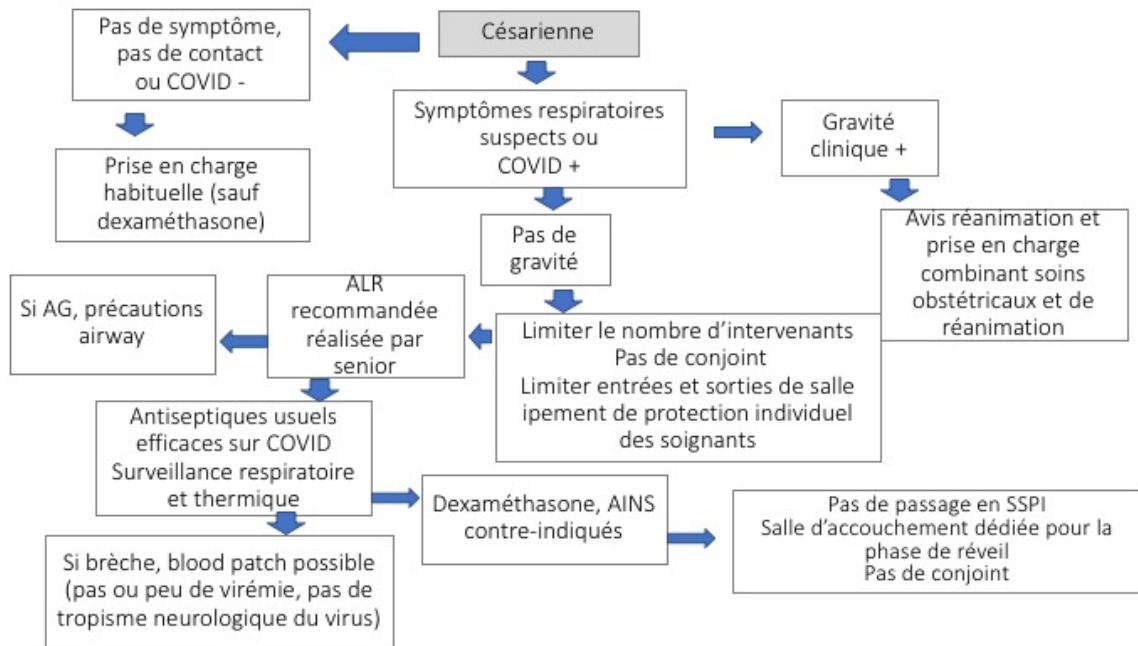 Césarienne
Pas de symptôme,
pas de contact
ou COVID -
Prise en charge
habituelle (sauf
dexaméthasone)
Symptômes respiratoires
suspects ou
COVID +
Gravité
clinique +
Avis réanimation et
prise en charge
combinant soins
obstétricaux et de
réanimation
Pas de
gravité
Limiter le nombre d’intervenants
Pas de conjoint
Limiter entrées et sorties de salle
ipement de protection individuel
des soignants
ALR
recommandée
réalisée par
senior
Si AG, précautions
airway
Antiseptiques usuels
efficaces sur COVID
Surveillance respiratoire
et thermique
Si brèche, blood patch possible
(pas ou peu de virémie, pas de
tropisme neurologique du virus)
Dexaméthasone, AINS
contre-indiqués
Pas de passage en SSPI
Salle d’accouchement dédiée pour la
phase de réveil
Pas de conjoint